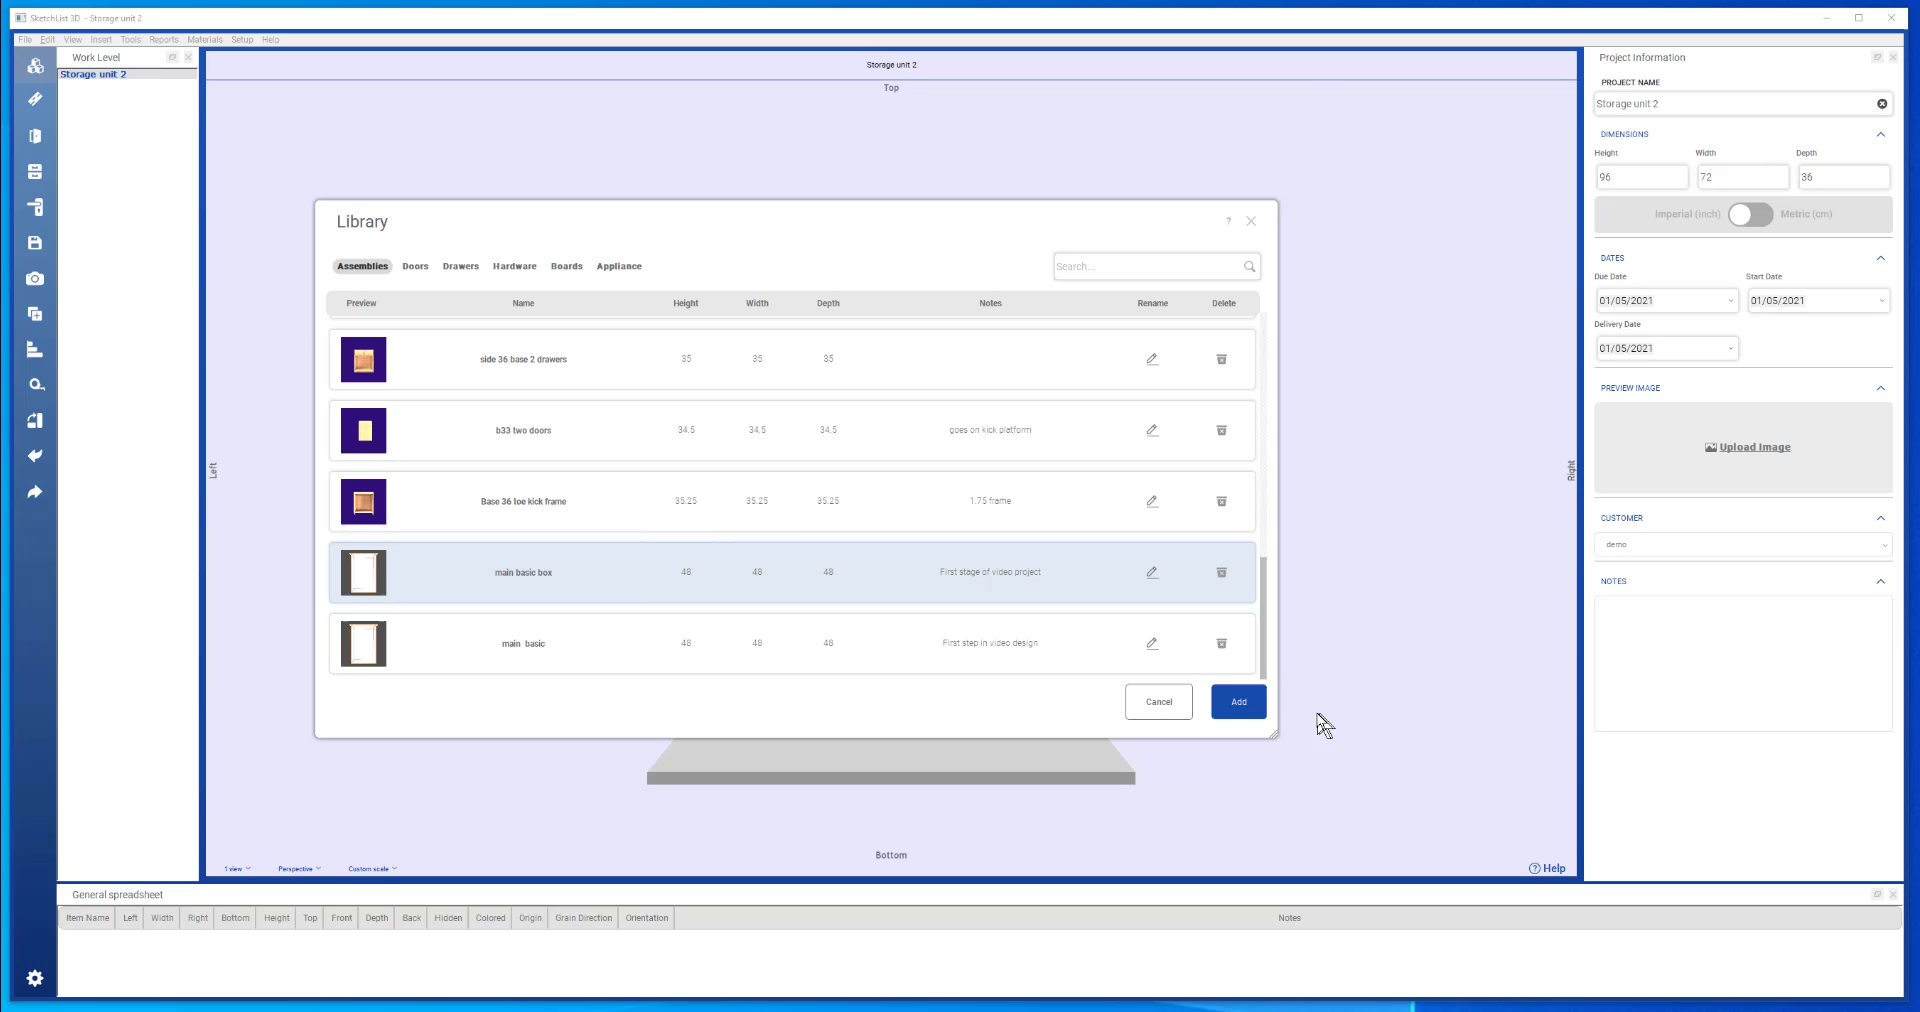 SketchList 3D - Storage unit 2
File Edit View Insert Tools Reports Materials Setup Help
Work Level
Storage unit 2
Storage unit 2
Top
Left
Right
Bottom
Library
?
Assemblies Doors Drawers Hardware Boards Appliance
Search...
Preview Name Height Width Depth Notes Rename Delete
side 36 base 2 drawers 35 35 35
b33 two doors 34.5 34.5 34.5 goes on kick platform
Base 36 toe kick frame 35.25 35.25 35.25 1.75 frame
main basic box 48 48 48 First stage of video project
main basic 48 48 48 First step in video design
Cancel Add
1 view Perspective Custom scale
? Help
Project Information
PROJECT NAME
Storage unit 2
DIMENSIONS
Height Width Depth
96 72 36
Imperial (inch) Metric (cm)
DATES
Due Date Start Date
01/05/2021 01/05/2021
Delivery Date
01/05/2021
PREVIEW IMAGE
Upload Image
CUSTOMER
demo
NOTES
General spreadsheet
Item Name Left Width Right Bottom Height Top Front Depth Back Hidden Colored Origin Grain Direction Orientation Notes